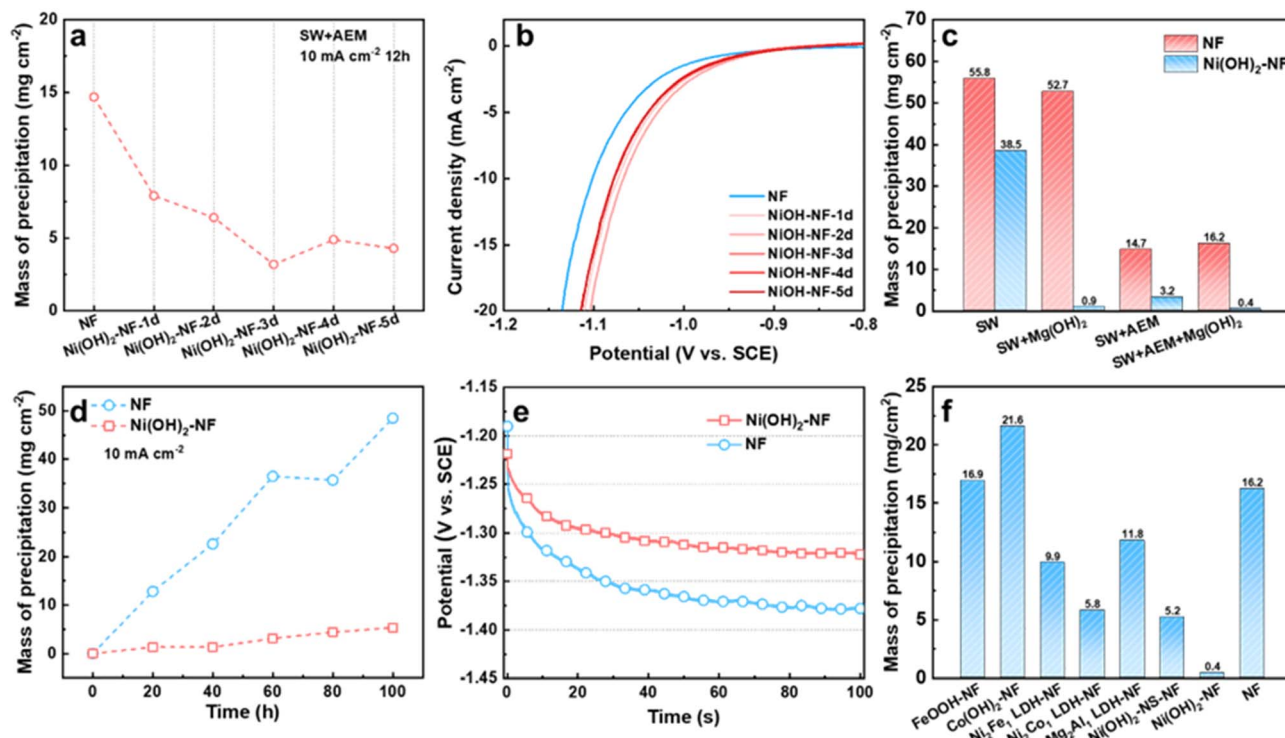 a
SW+AEM
10 mA cm⁻² 12h
Mass of precipitation (mg cm⁻²)
20
15
10
5
0
NF
Ni(OH)₂-NF-1d
Ni(OH)₂-NF-2d
Ni(OH)₂-NF-3d
Ni(OH)₂-NF-4d
Ni(OH)₂-NF-5d
b
Current density (mA cm⁻²)
0
-5
-10
-15
-20
NF
NiOH-NF-1d
NiOH-NF-2d
NiOH-NF-3d
NiOH-NF-4d
NiOH-NF-5d
-1.2
-1.1
-1.0
-0.9
-0.8
Potential (V vs. SCE)
c
Mass of precipitation (mg cm⁻²)
70
60
50
40
30
20
10
0
NF
Ni(OH)₂-NF
55.8
38.5
52.7
0.9
14.7
3.2
16.2
0.4
SW
SW+Mg(OH)₂
SW+AEM
SW+AEM+Mg(OH)₂
d
NF
Ni(OH)₂-NF
10 mA cm⁻²
Mass of precipitation (mg cm⁻²)
50
40
30
20
10
0
0
20
40
60
80
100
Time (h)
e
Ni(OH)₂-NF
NF
Potential (V vs. SCE)
-1.15
-1.20
-1.25
-1.30
-1.35
-1.40
-1.45
0
20
40
60
80
100
Time (s)
f
Mass of precipitation (mg/cm²)
25
20
15
10
5
0
16.9
21.6
9.9
5.8
11.8
5.2
0.4
16.2
FeOOH-NF
Co(OH)₂-NF
Ni₃Fe₁ LDH-NF
Ni₃Co₁ LDH-NF
Mg₂Al₁ LDH-NF
Ni(OH)₂-NS-NF
Ni(OH)₂-NF
NF